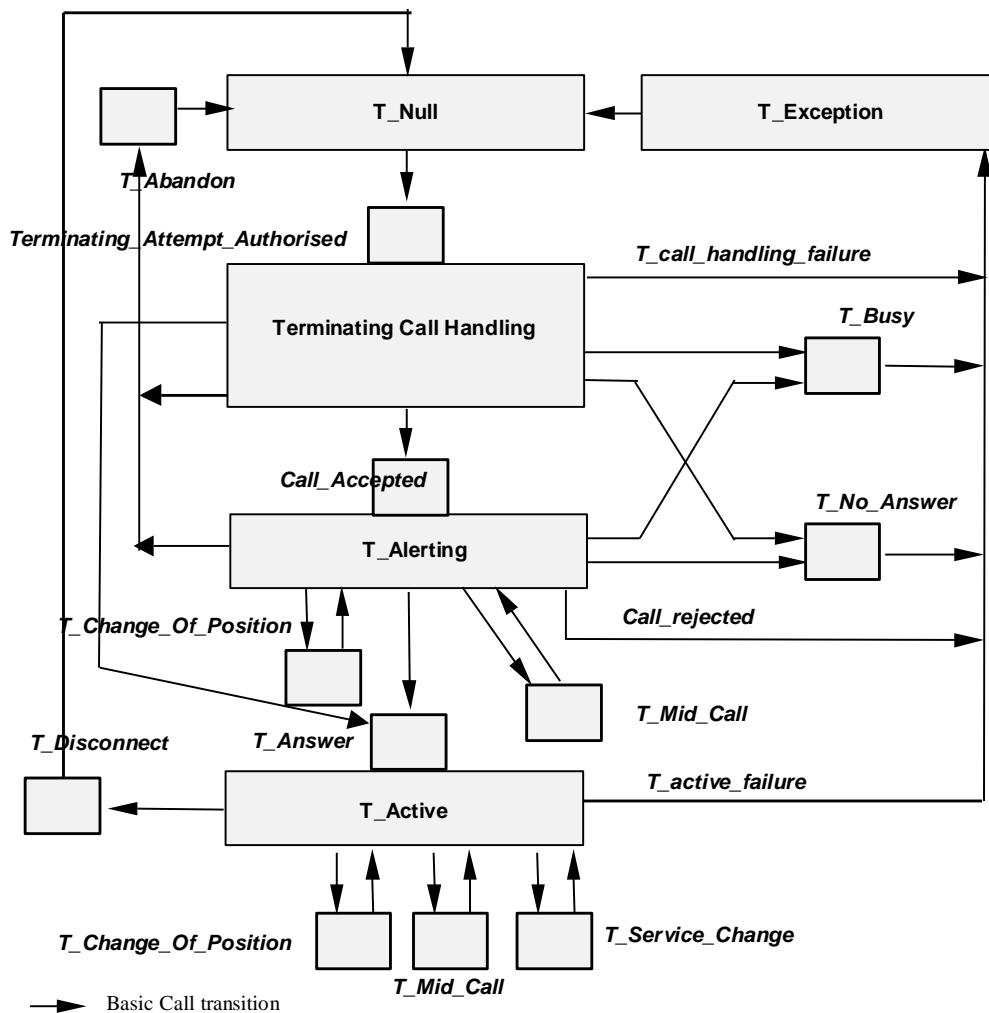 T_Null
T_Exception
T_Abandon
Terminating_Attempt_Authorised
T_call_handling_failure
Terminating Call Handling
T_Busy
Call_Accepted
T_No_Answer
T_Alerting
T_Change_Of_Position
Call_rejected
T_Mid_Call
T_Disconnect
T_Answer
T_active_failure
T_Active
T_Change_Of_Position
T_Service_Change
T_Mid_Call
Basic Call transition